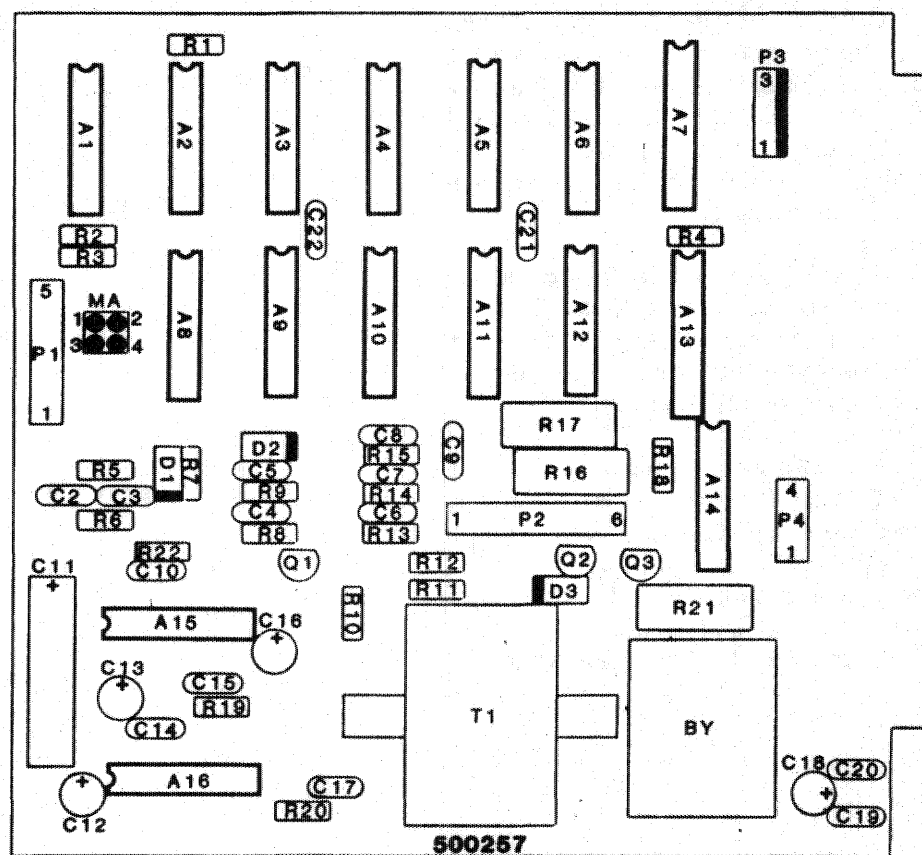 R1
P3
3
1
A1
A2
A3
A4
A5
A6
A7
C22
C21
R2
R3
R4
5
P1
1
MA
1 2
3 4
A8
A9
A10
A11
A12
A13
R17
R16
C8
R15
C7
R14
C6
R13
C9
R18
A14
4
P4
1
D2
C5
R9
C4
R8
R5
D1
R7
C2
C3
R6
1 P2 6
R22
C10
Q1
R12
R11
Q2
Q3
D3
C11
+
A15
C16
+
R10
R21
C13
+
C15
R19
C14
T1
BY
A16
+
C12
C17
R20
C18
+
C20
C19
500257